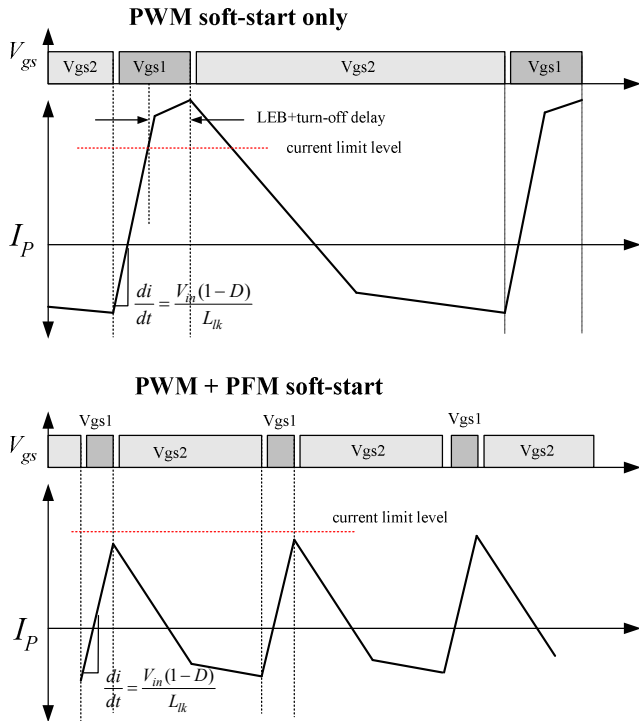 PWM soft-start only
Vgs
Vgs2 Vgs1 Vgs2 Vgs1
LEB+turn-off delay
current limit level
IP
di/dt = Vin(1-D)/Llk
PWM + PFM soft-start
Vgs1 Vgs1 Vgs1
Vgs
Vgs2 Vgs2 Vgs2
current limit level
IP
di/dt = Vin(1-D)/Llk